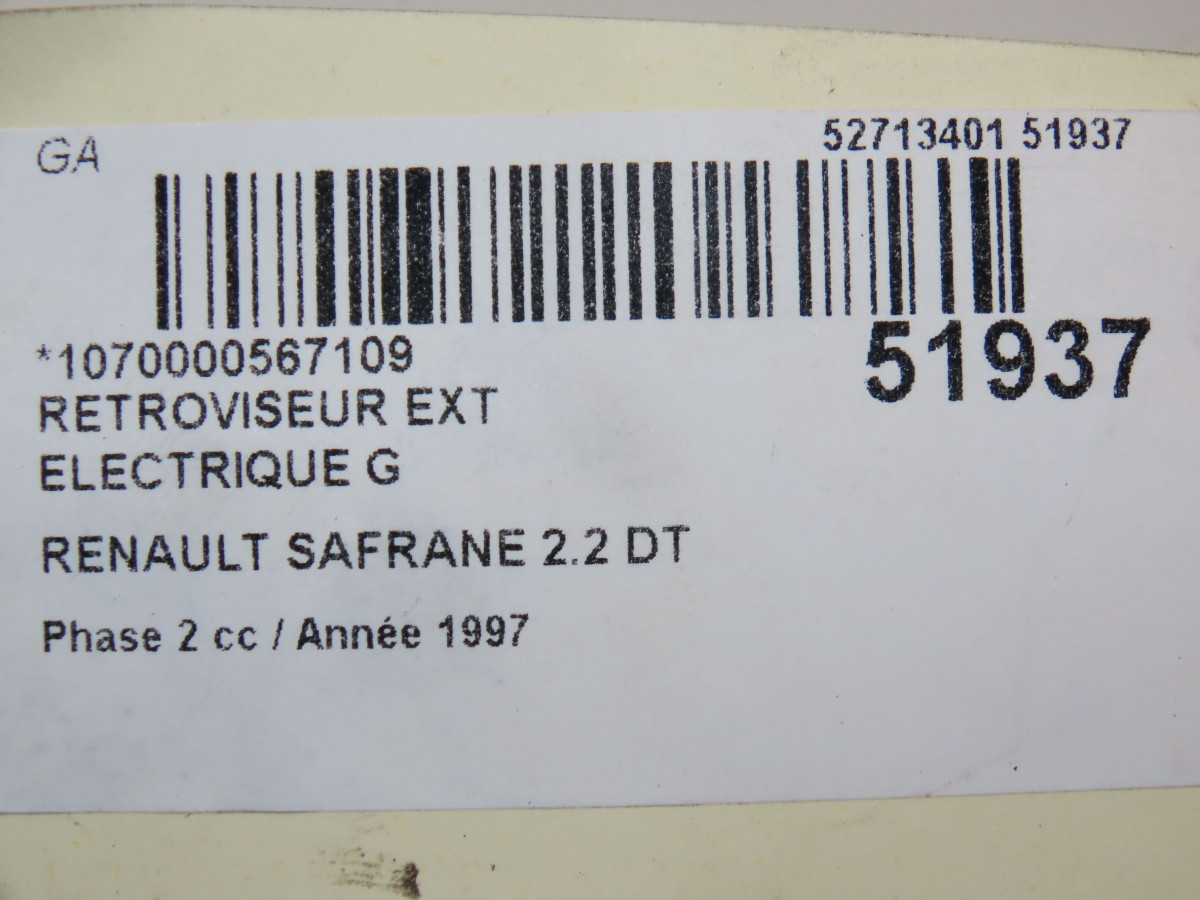 GA
52713401 51937
*1070000567109
51937
RETROVISEUR EXT
ELECTRIQUE G
RENAULT SAFRANE 2.2 DT
Phase 2 cc / Année 1997